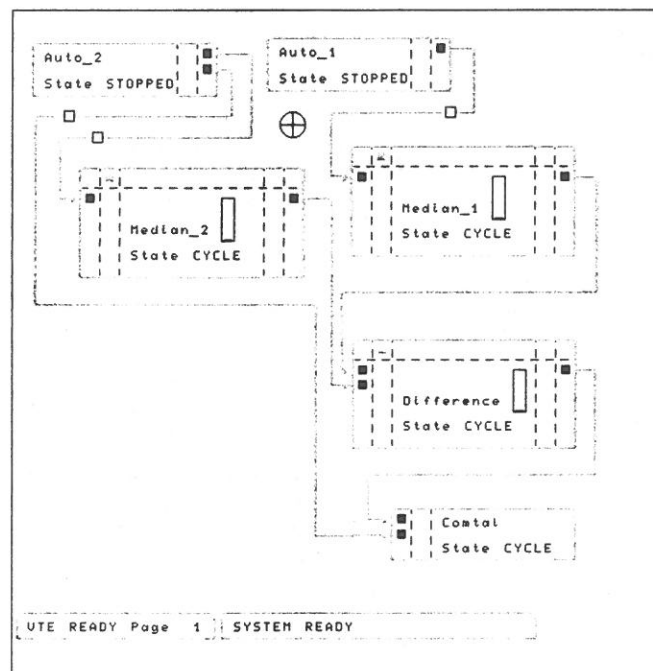 Auto_2
State STOPPED
Auto_1
State STOPPED
Median_2
State CYCLE
Median_1
State CYCLE
Difference
State CYCLE
Comtal
State CYCLE
VTE READY Page 1 SYSTEM READY